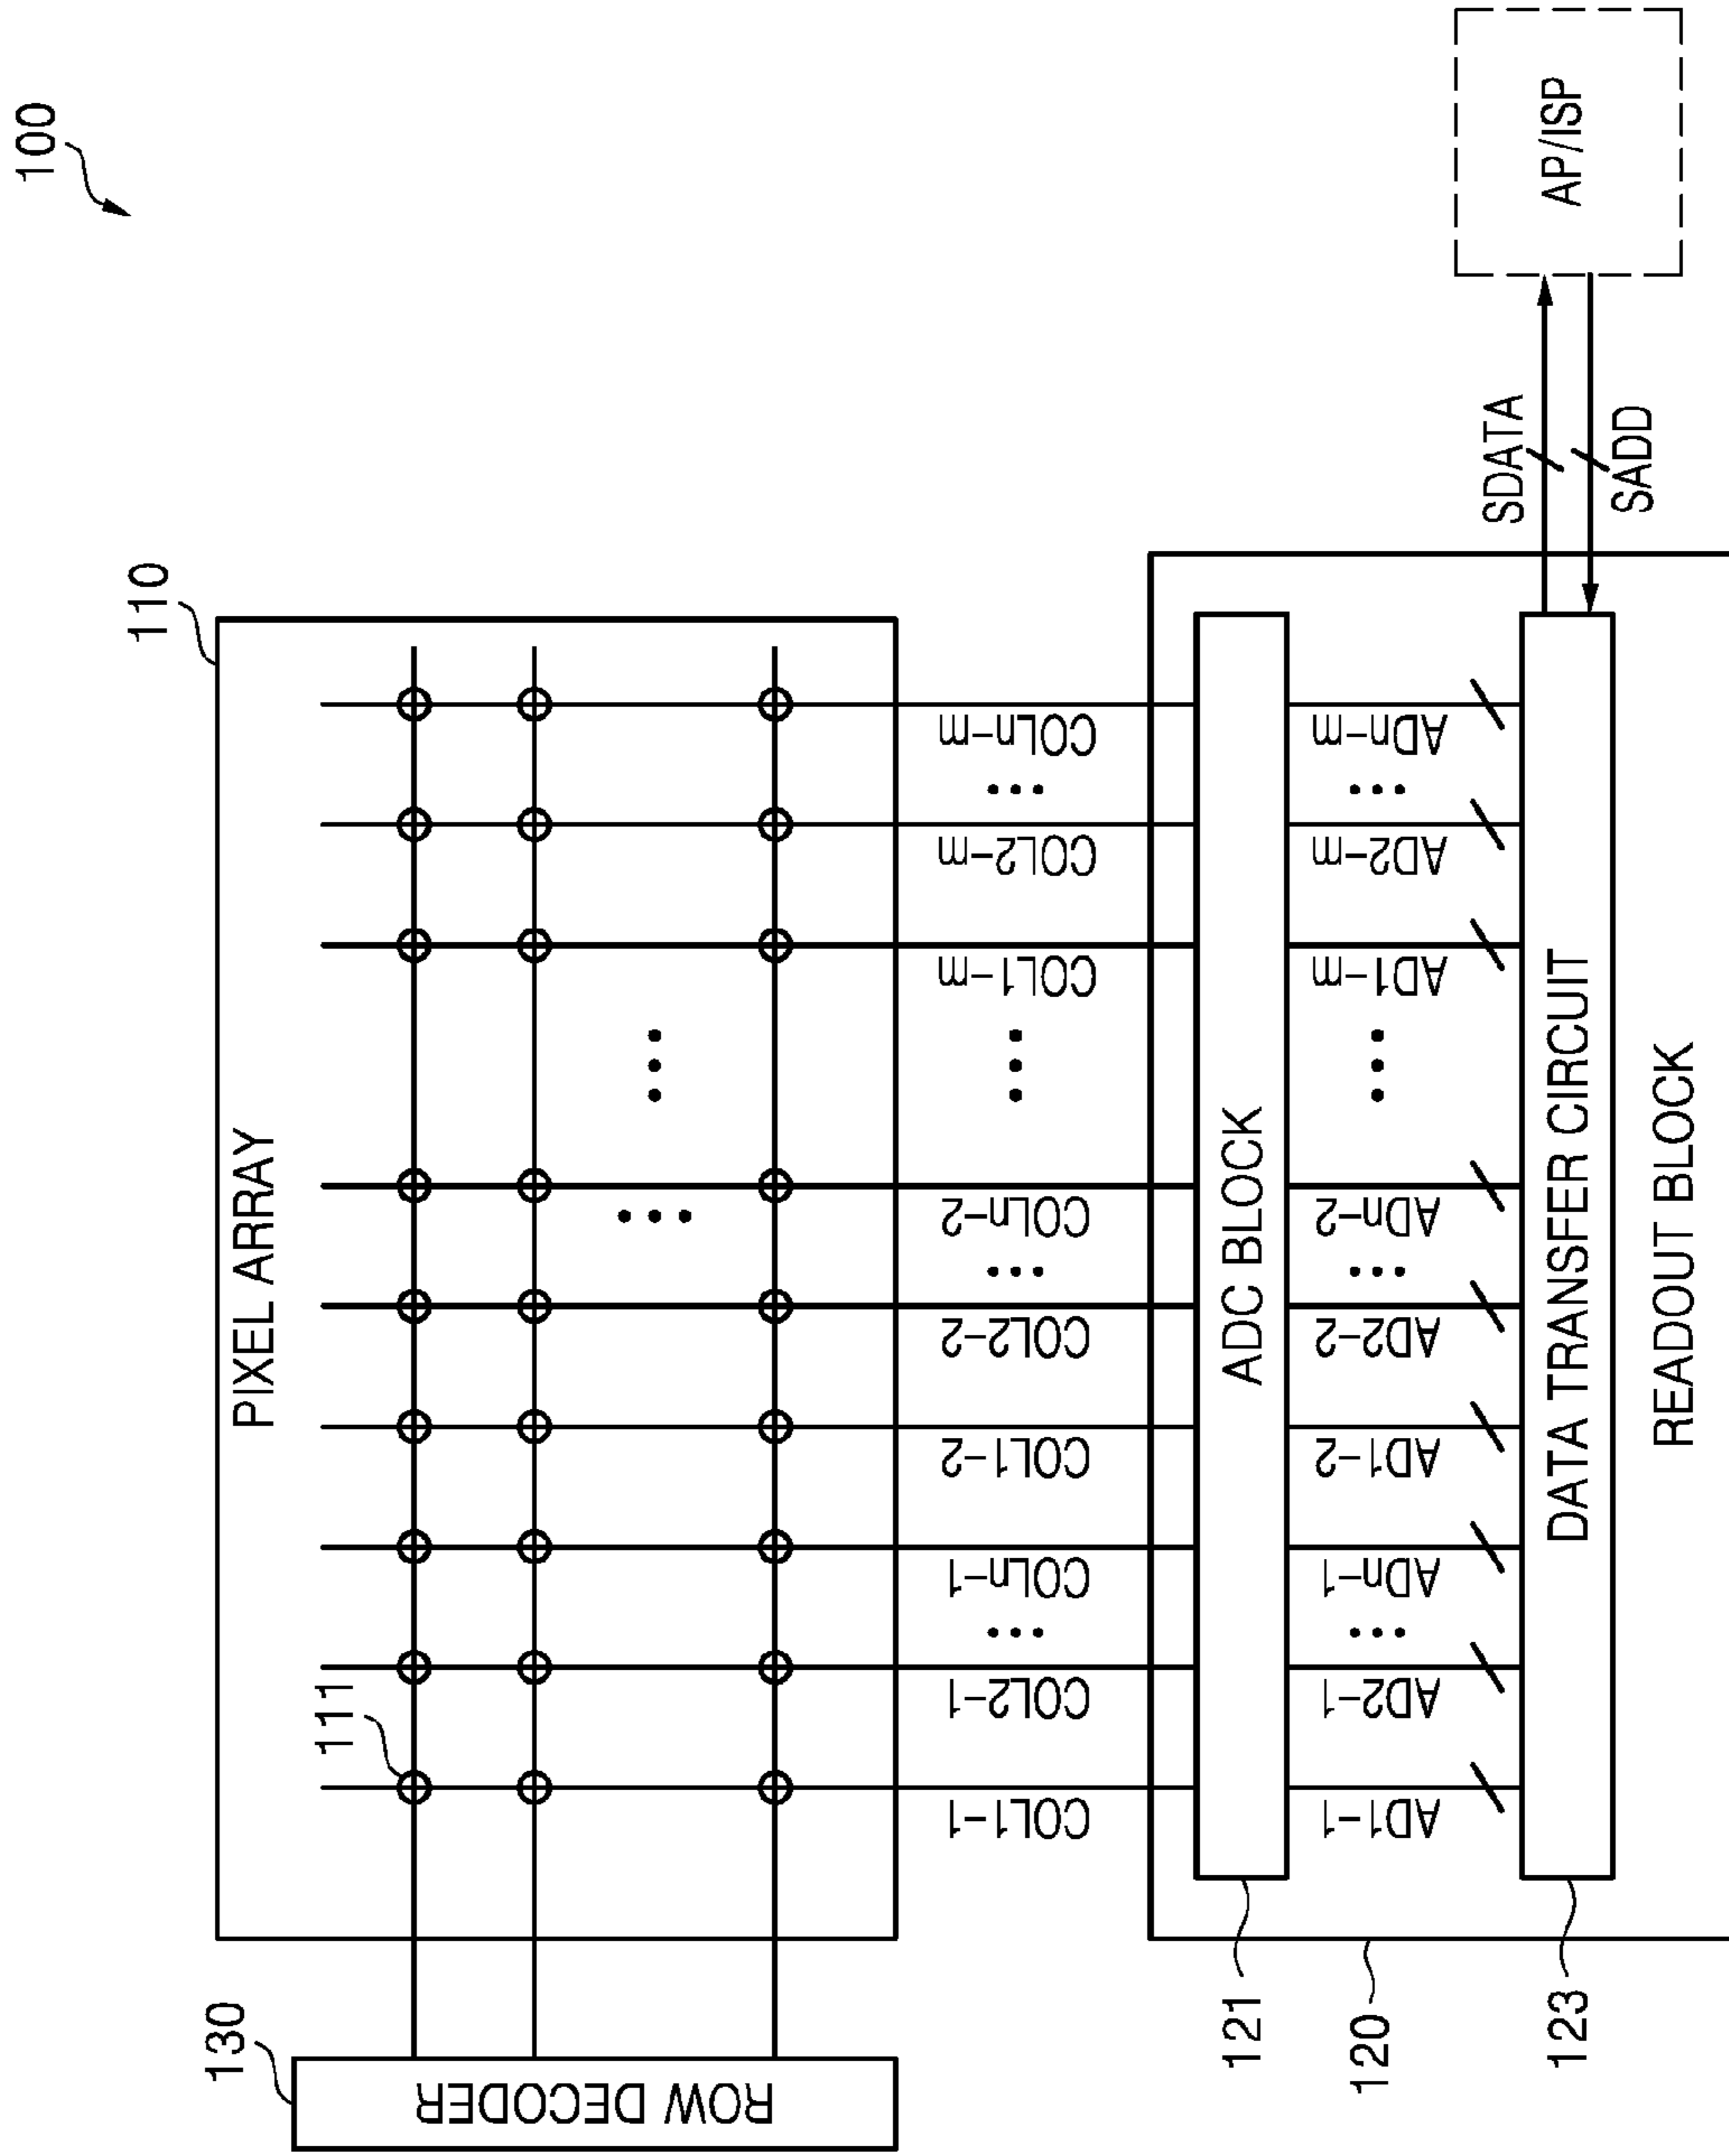 100
110
PIXEL ARRAY
111
130
ROW DECODER
COL1-1
COL2-1
...
COLn-1
COL1-2
COL2-2
...
COLn-2
...
COL1-m
COL2-m
...
COLn-m
120
121
ADC BLOCK
AD1-1
AD2-1
...
ADn-1
AD1-2
AD2-2
...
ADn-2
...
AD1-m
AD2-m
...
ADn-m
123
DATA TRANSFER CIRCUIT
READOUT BLOCK
SDATA
SADD
AP/ISP